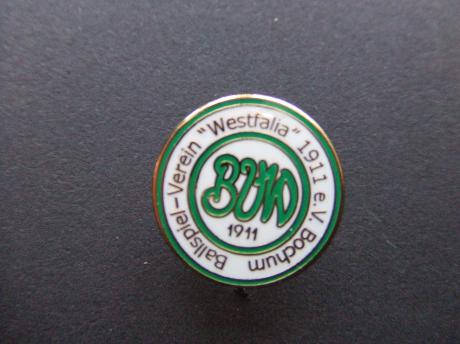 Ballspiel-Verein "Westfalia" 1911 e.V. Bochum
BVW
1911